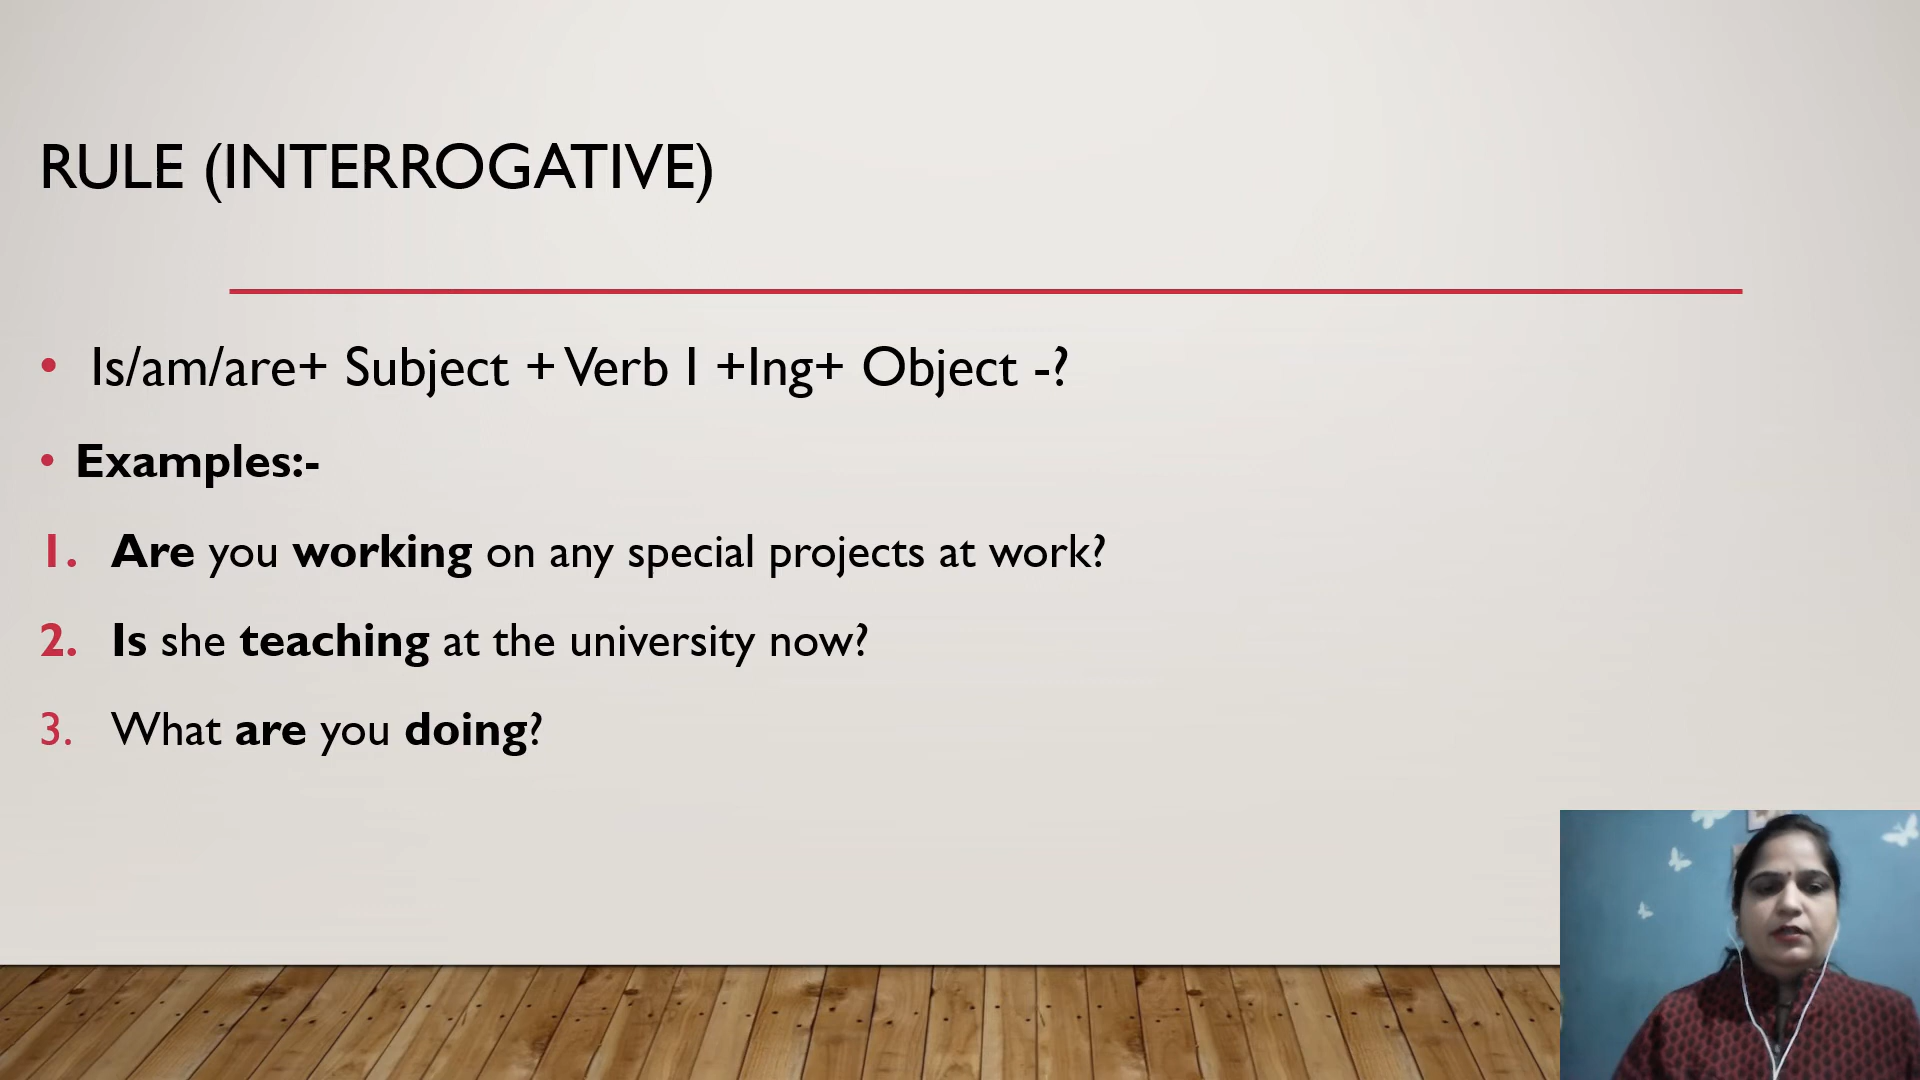 RULE (INTERROGATIVE)
• Is/am/are+ Subject + Verb I +Ing+ Object -?
• Examples:-
1. Are you working on any special projects at work?
2. Is she teaching at the university now?
3. What are you doing?